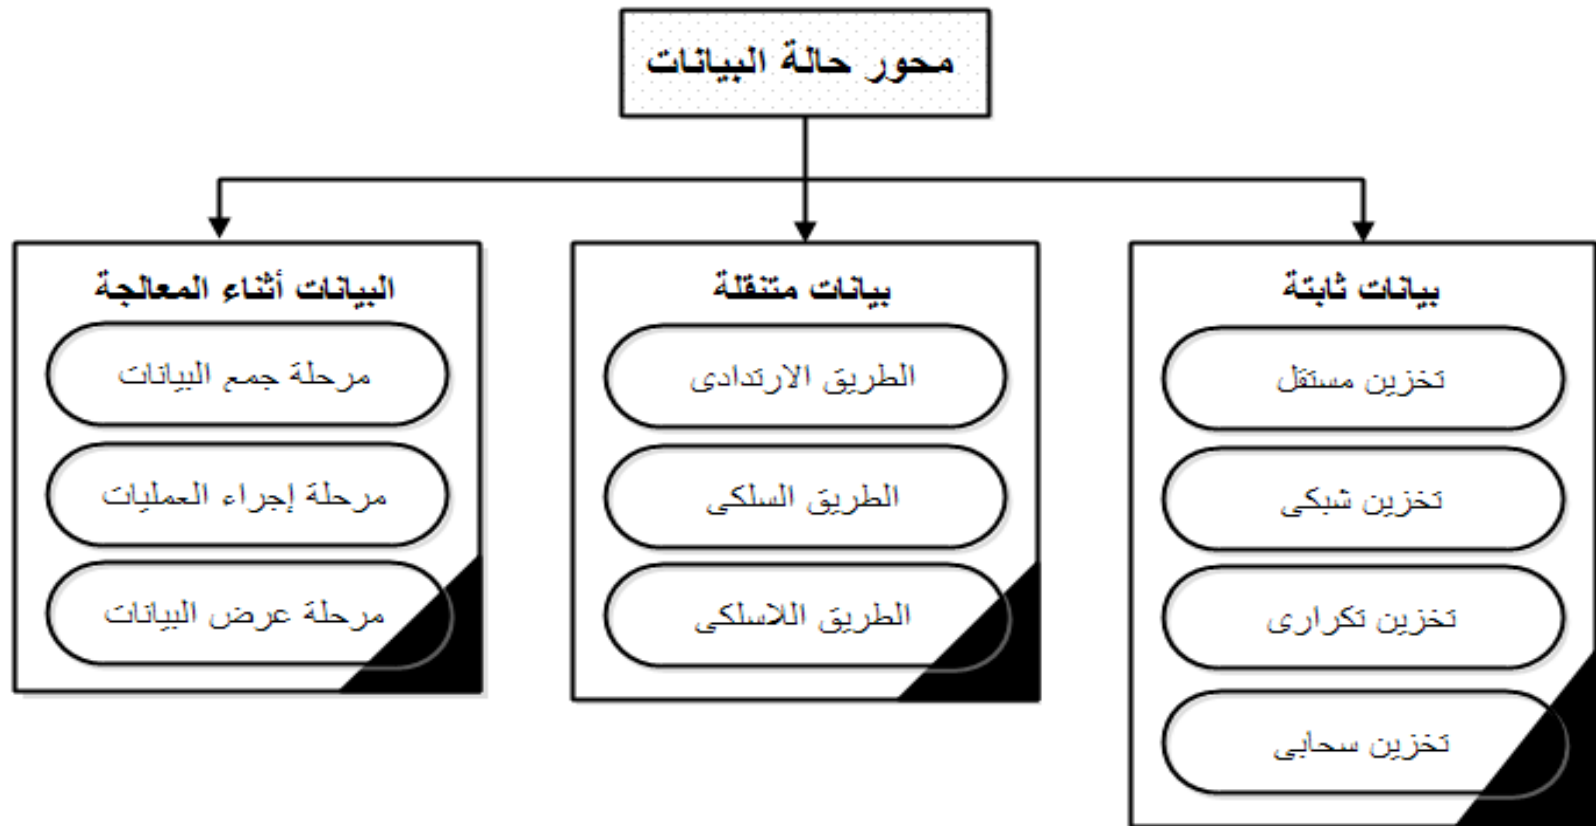 محور حالة البيانات
بيانات ثابتة
تخزين مستقل
تخزين شبكى
تخزين تكرارى
تخزين سحابى
بيانات متنقلة
الطريق الارتدادى
الطريق السلكى
الطريق اللاسلكى
البيانات أثناء المعالجة
مرحلة جمع البيانات
مرحلة إجراء العمليات
مرحلة عرض البيانات